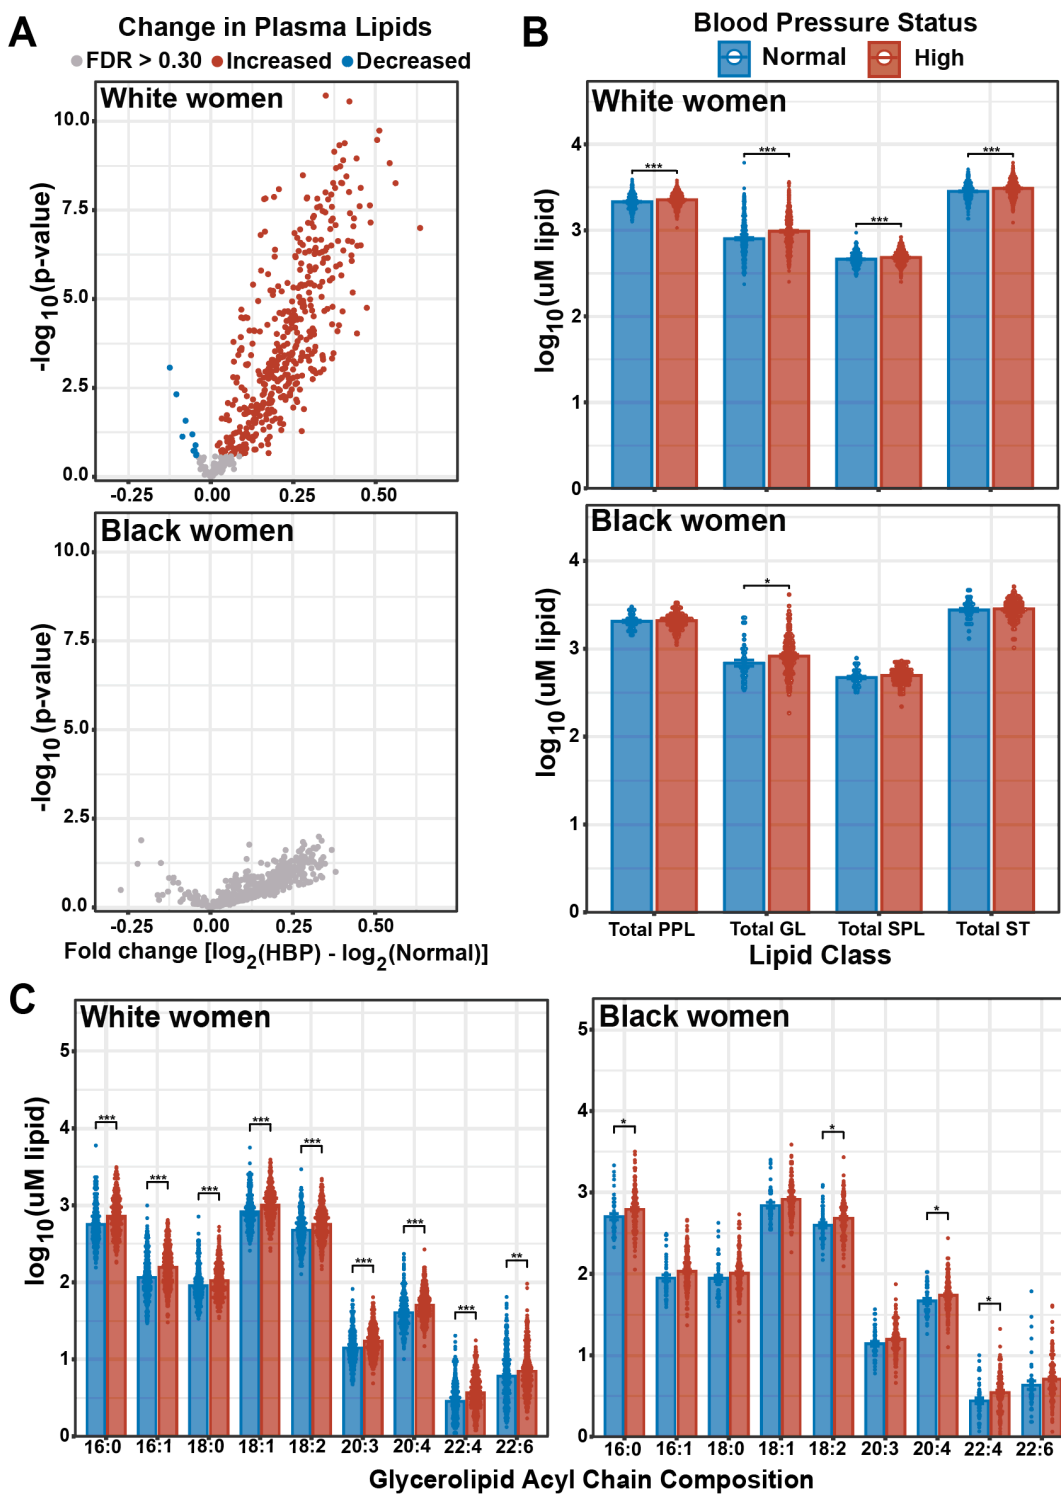 A
Change in Plasma Lipids
FDR > 0.30 Increased Decreased
White women
10.0
7.5
5.0
2.5
0.0
-log10(p-value)
-0.25 0.00 0.25 0.50
Black women
10.0
7.5
5.0
2.5
0.0
-log10(p-value)
-0.25 0.00 0.25 0.50
Fold change [log2(HBP) - log2(Normal)]
B
Blood Pressure Status
Normal High
White women
4
3
2
1
0
log10(uM lipid)
*** *** *** ***
Black women
4
3
2
1
0
log10(uM lipid)
*
Total PPL Total GL Total SPL Total ST
Lipid Class
C
White women
5
4
3
2
1
0
log10(uM lipid)
*** *** *** *** *** *** *** *** **
16:0 16:1 18:0 18:1 18:2 20:3 20:4 22:4 22:6
Black women
5
4
3
2
1
0
* * * *
16:0 16:1 18:0 18:1 18:2 20:3 20:4 22:4 22:6
Glycerolipid Acyl Chain Composition